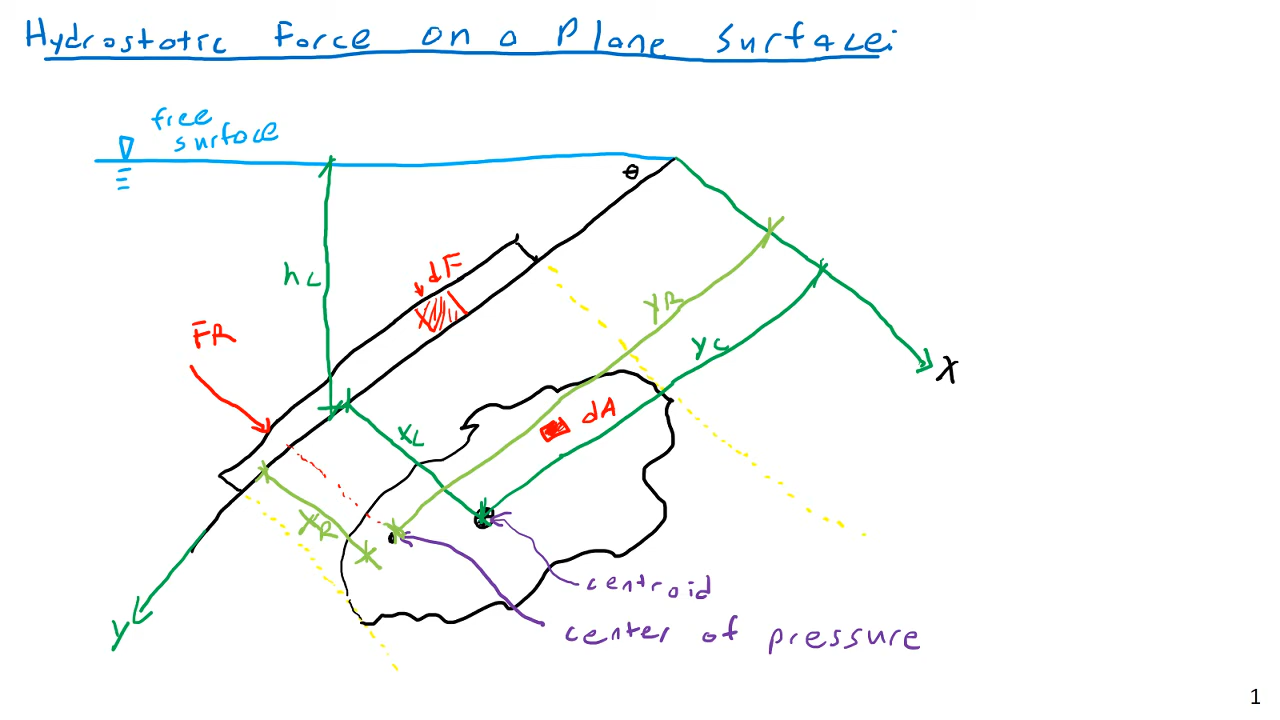 Hydrostatic Force on a Plane Surface:
free
surface
θ
hc
dF
FR
yR
yc
X
xc
dA
xR
y
centroid
center of pressure
1